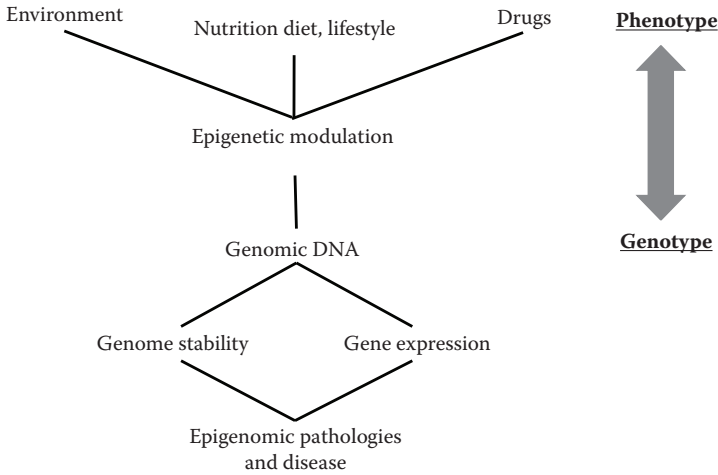 Environment
Nutrition diet, lifestyle
Drugs
Phenotype
Epigenetic modulation
Genotype
Genomic DNA
Genome stability
Gene expression
Epigenomic pathologies
and disease